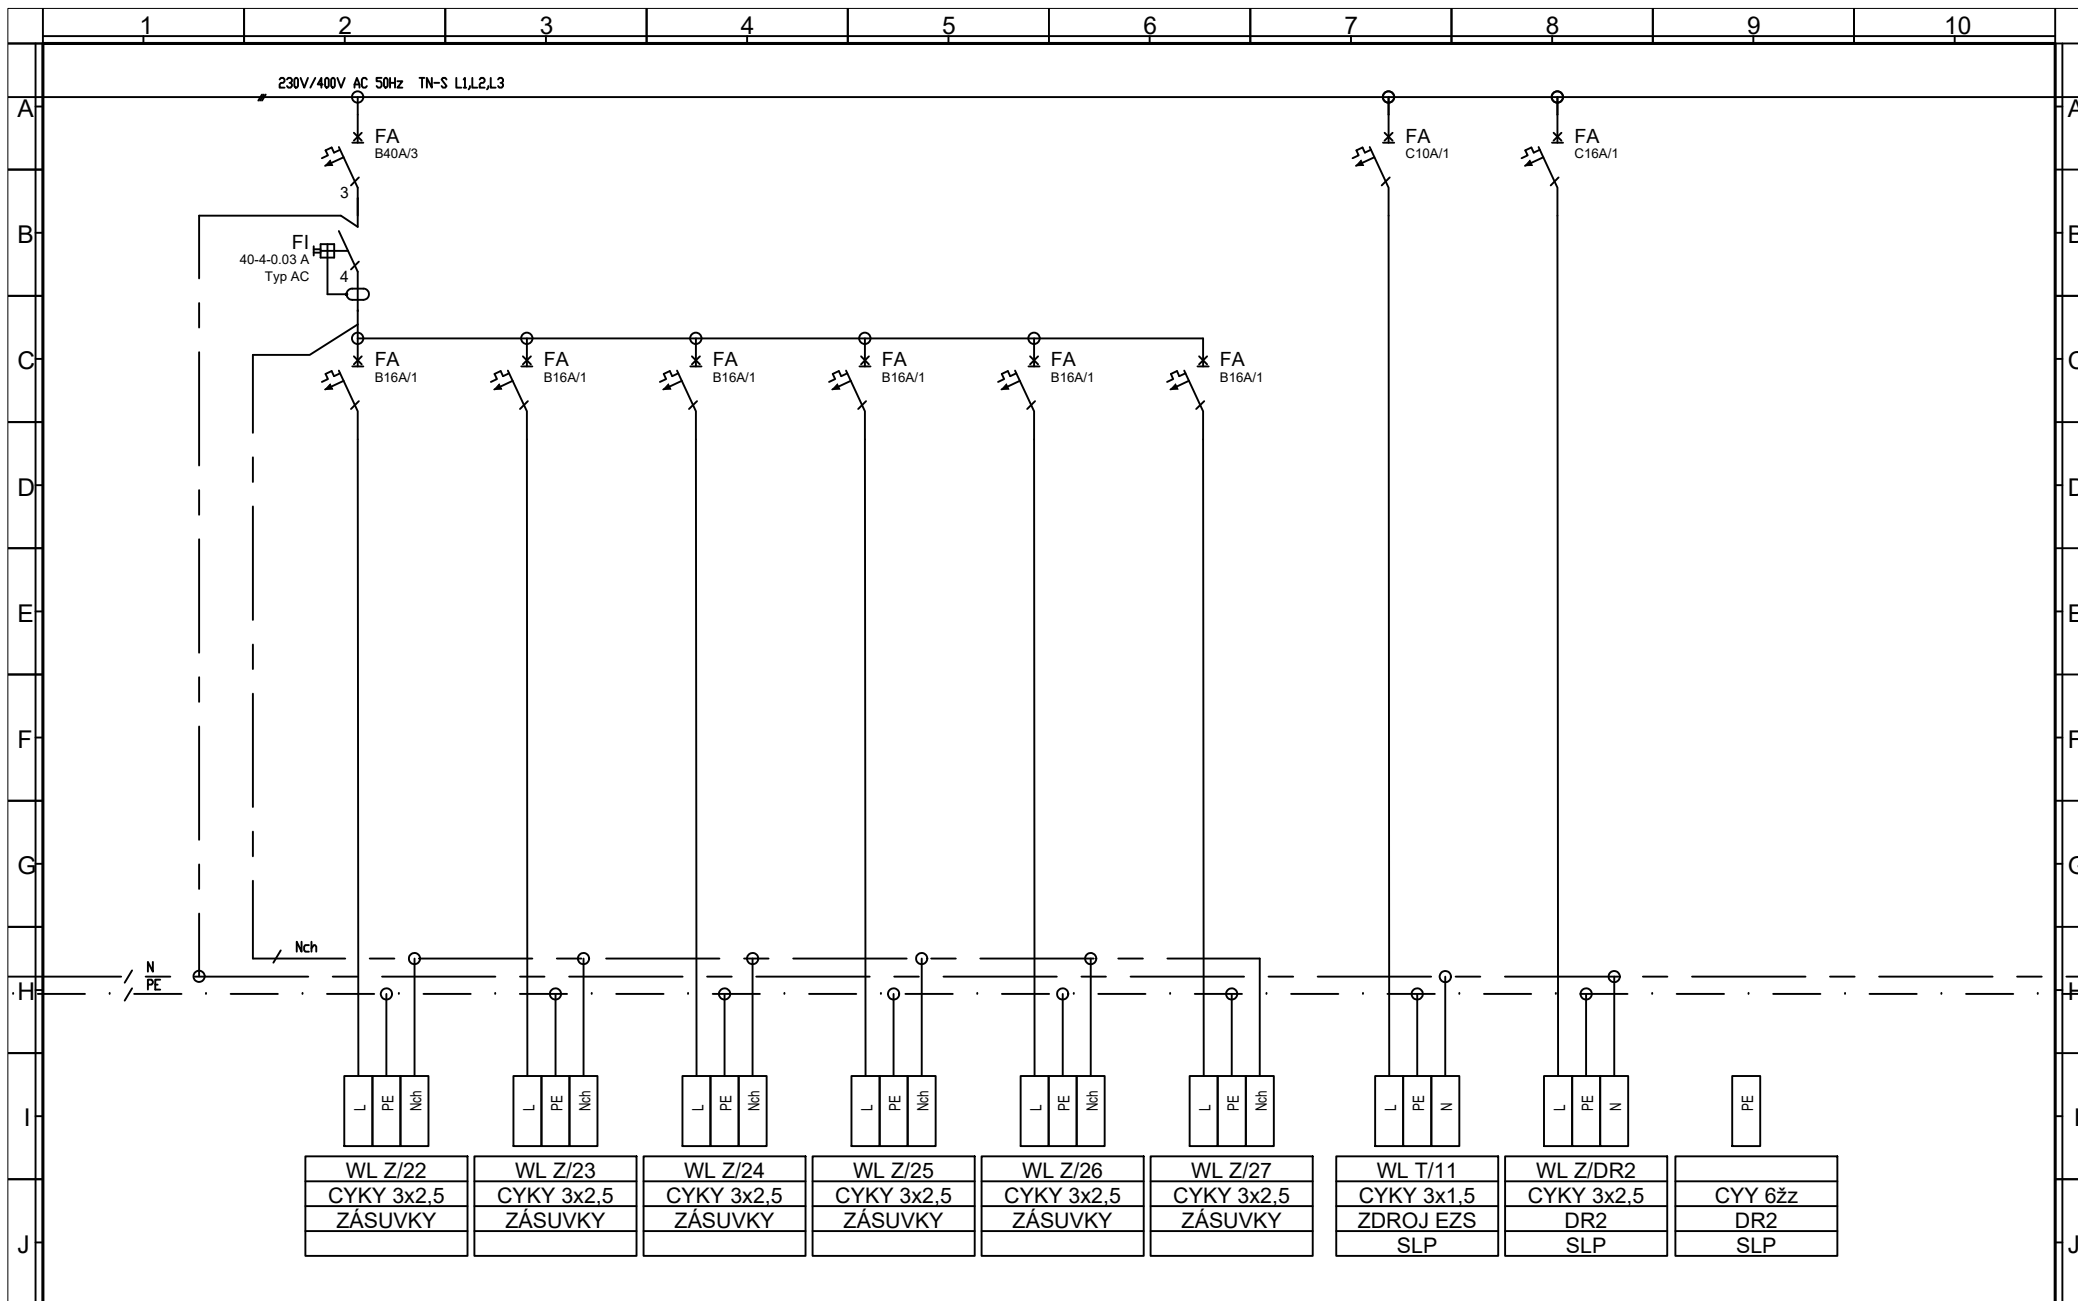 1 2 3 4 5 6 7 8 9 10
230V/400V AC 50Hz TN-S L1,L2,L3
A A
FA FA FA
B40A/3 C10A/1 C16A/1
3
B B
FI
40-4-0.03 A
Typ AC 4
C C
FA FA FA FA FA FA
B16A/1 B16A/1 B16A/1 B16A/1 B16A/1 B16A/1
D D
E E
F F
G G
Nch
N
PE
H H
L PE Nch L PE Nch L PE Nch L PE Nch L PE Nch L PE Nch L PE N L PE N PE
I I
WL Z/22 WL Z/23 WL Z/24 WL Z/25 WL Z/26 WL Z/27 WL T/11 WL Z/DR2
CYKY 3x2,5 CYKY 3x2,5 CYKY 3x2,5 CYKY 3x2,5 CYKY 3x2,5 CYKY 3x2,5 CYKY 3x1,5 CYKY 3x2,5 CYY 6žz
ZÁSUVKY ZÁSUVKY ZÁSUVKY ZÁSUVKY ZÁSUVKY ZÁSUVKY ZDROJ EZS DR2 DR2
J SLP SLP SLP J